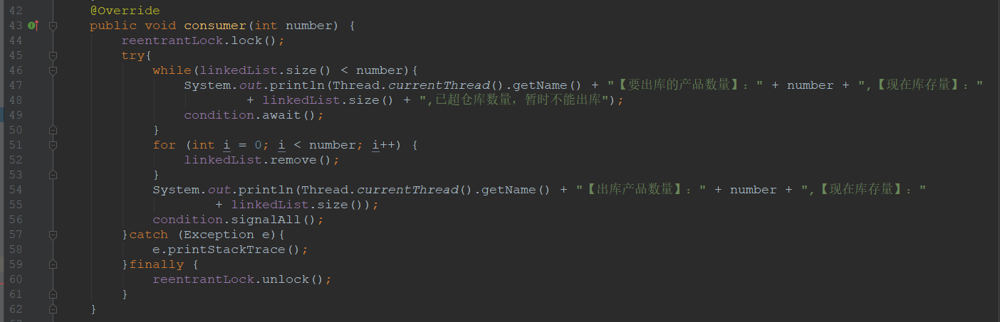 42 @Override
43 public void consumer(int number) {
44 reentrantLock.lock();
45 try{
46 while(linkedList.size() < number){
47 System.out.println(Thread.currentThread().getName() + "【要出库的产品数量】：" + number + ",【现在库存量】："
48 + linkedList.size() + ",已超仓库数量，暂时不能出库");
49 condition.await();
50 }
51 for (int i = 0; i < number; i++) {
52 linkedList.remove();
53 }
54 System.out.println(Thread.currentThread().getName() + "【出库产品数量】：" + number + ",【现在库存量】："
55 + linkedList.size());
56 condition.signalAll();
57 }catch (Exception e){
58 e.printStackTrace();
59 }finally {
60 reentrantLock.unlock();
61 }
62 }